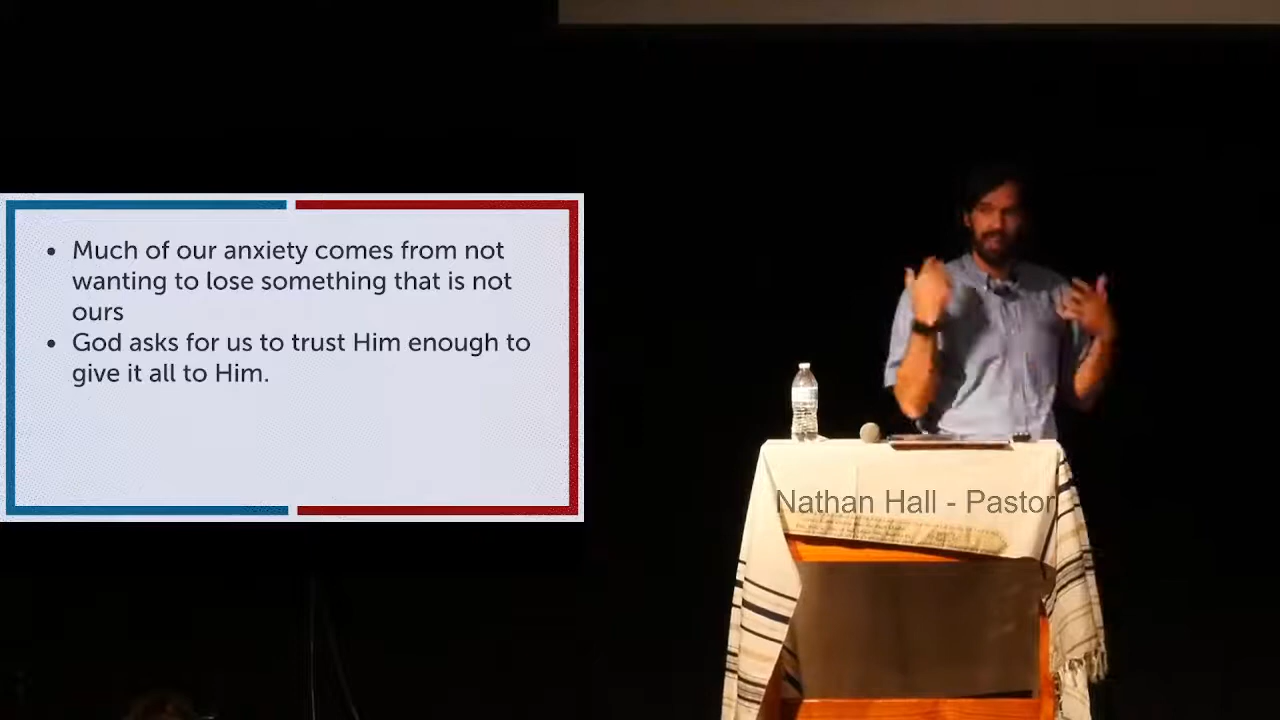 • Much of our anxiety comes from not
wanting to lose something that is not
ours
• God asks for us to trust Him enough to
give it all to Him.
Nathan Hall - Pastor